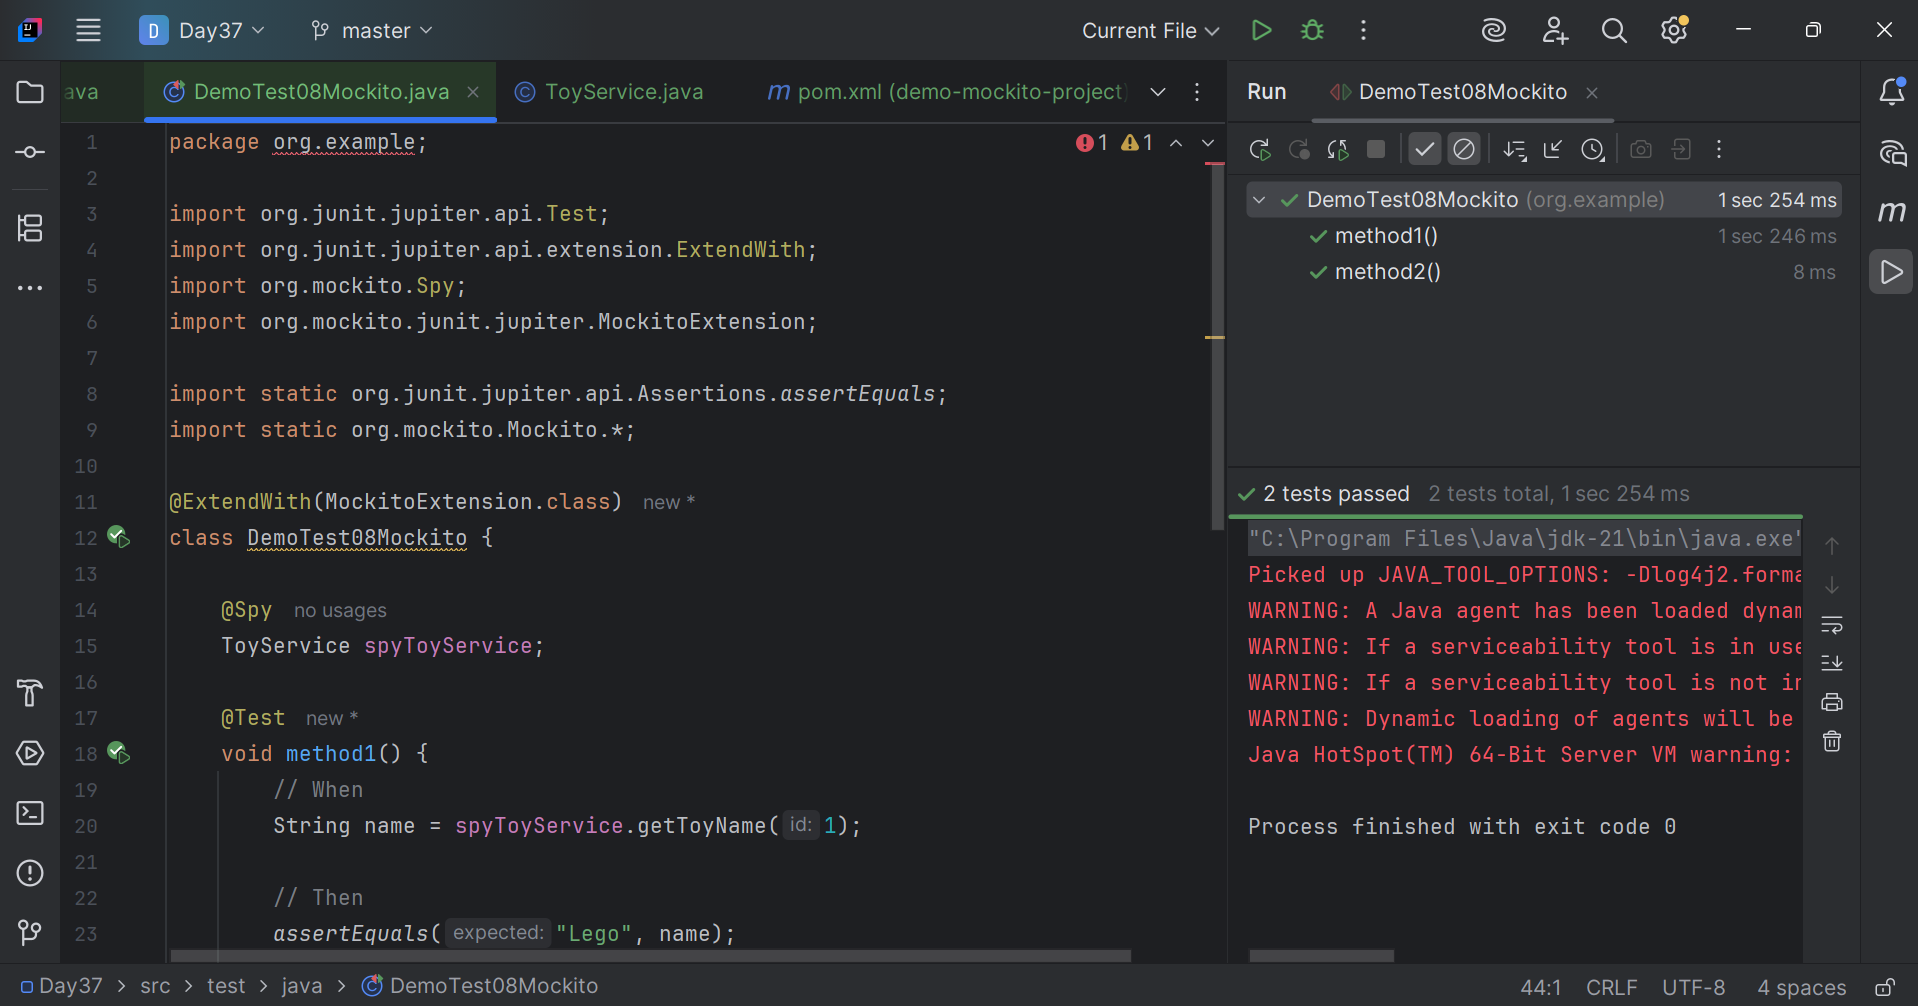 D Day37 master Current File
ava DemoTest08Mockito.java ToyService.java pom.xml (demo-mockito-project) Run DemoTest08Mockito
1 package org.example; 1 1
2
3 import org.junit.jupiter.api.Test;
4 import org.junit.jupiter.api.extension.ExtendWith;
5 import org.mockito.Spy;
6 import org.mockito.junit.jupiter.MockitoExtension;
7
8 import static org.junit.jupiter.api.Assertions.assertEquals;
9 import static org.mockito.Mockito.*;
10
11 @ExtendWith(MockitoExtension.class) new *
12 class DemoTest08Mockito {
13
14 @Spy no usages
15 ToyService spyToyService;
16
17 @Test new *
18 void method1() {
19 // When
20 String name = spyToyService.getToyName( id: 1);
21
22 // Then
23 assertEquals( expected: "Lego", name);
DemoTest08Mockito (org.example) 1 sec 254 ms
method1() 1 sec 246 ms
method2() 8 ms
2 tests passed 2 tests total, 1 sec 254 ms
"C:\Program Files\Java\jdk-21\bin\java.exe"
Picked up JAVA_TOOL_OPTIONS: -Dlog4j2.forma
WARNING: A Java agent has been loaded dynam
WARNING: If a serviceability tool is in use
WARNING: If a serviceability tool is not in
WARNING: Dynamic loading of agents will be
Java HotSpot(TM) 64-Bit Server VM warning:
Process finished with exit code 0
Day37 > src > test > java > DemoTest08Mockito 44:1 CRLF UTF-8 4 spaces